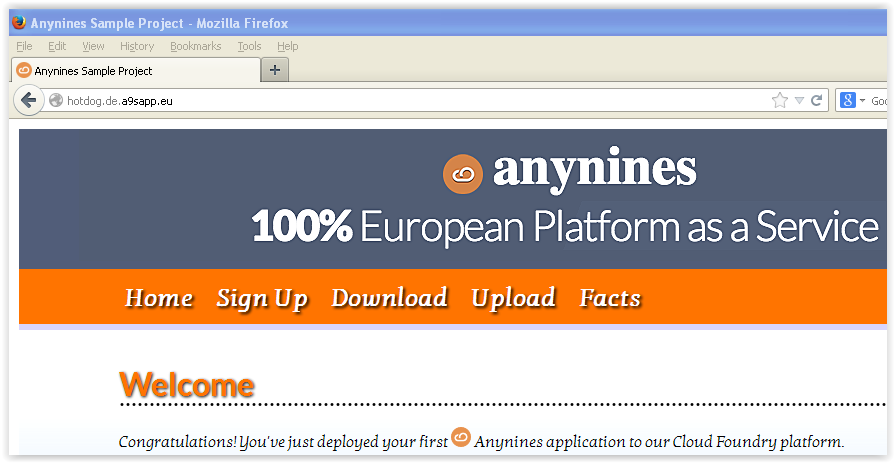 Anynines Sample Project - Mozilla Firefox
File Edit View History Bookmarks Tools Help
Anynines Sample Project +
hotdog.de.a9sapp.eu 8 Goo
anynines
100% European Platform as a Service
Home Sign Up Download Upload Facts
Welcome
Congratulations! You've just deployed your first Anynines application to our Cloud Foundry platform.